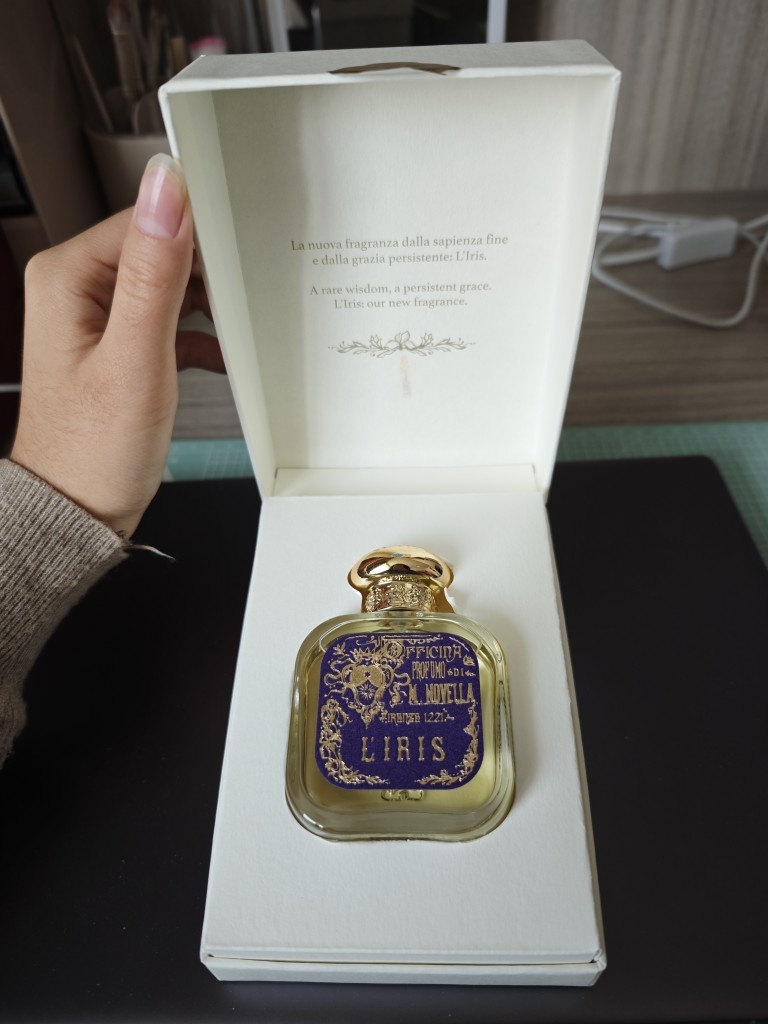 La nuova fragranza dalla sapienza fine
e dalla grazia persistente: L'Iris.
A rare wisdom, a persistent grace.
L'Iris: our new fragrance.
OFFICINA
PROFUMO DI
M. NOVELLA
FIRENZE 1221
L'IRIS